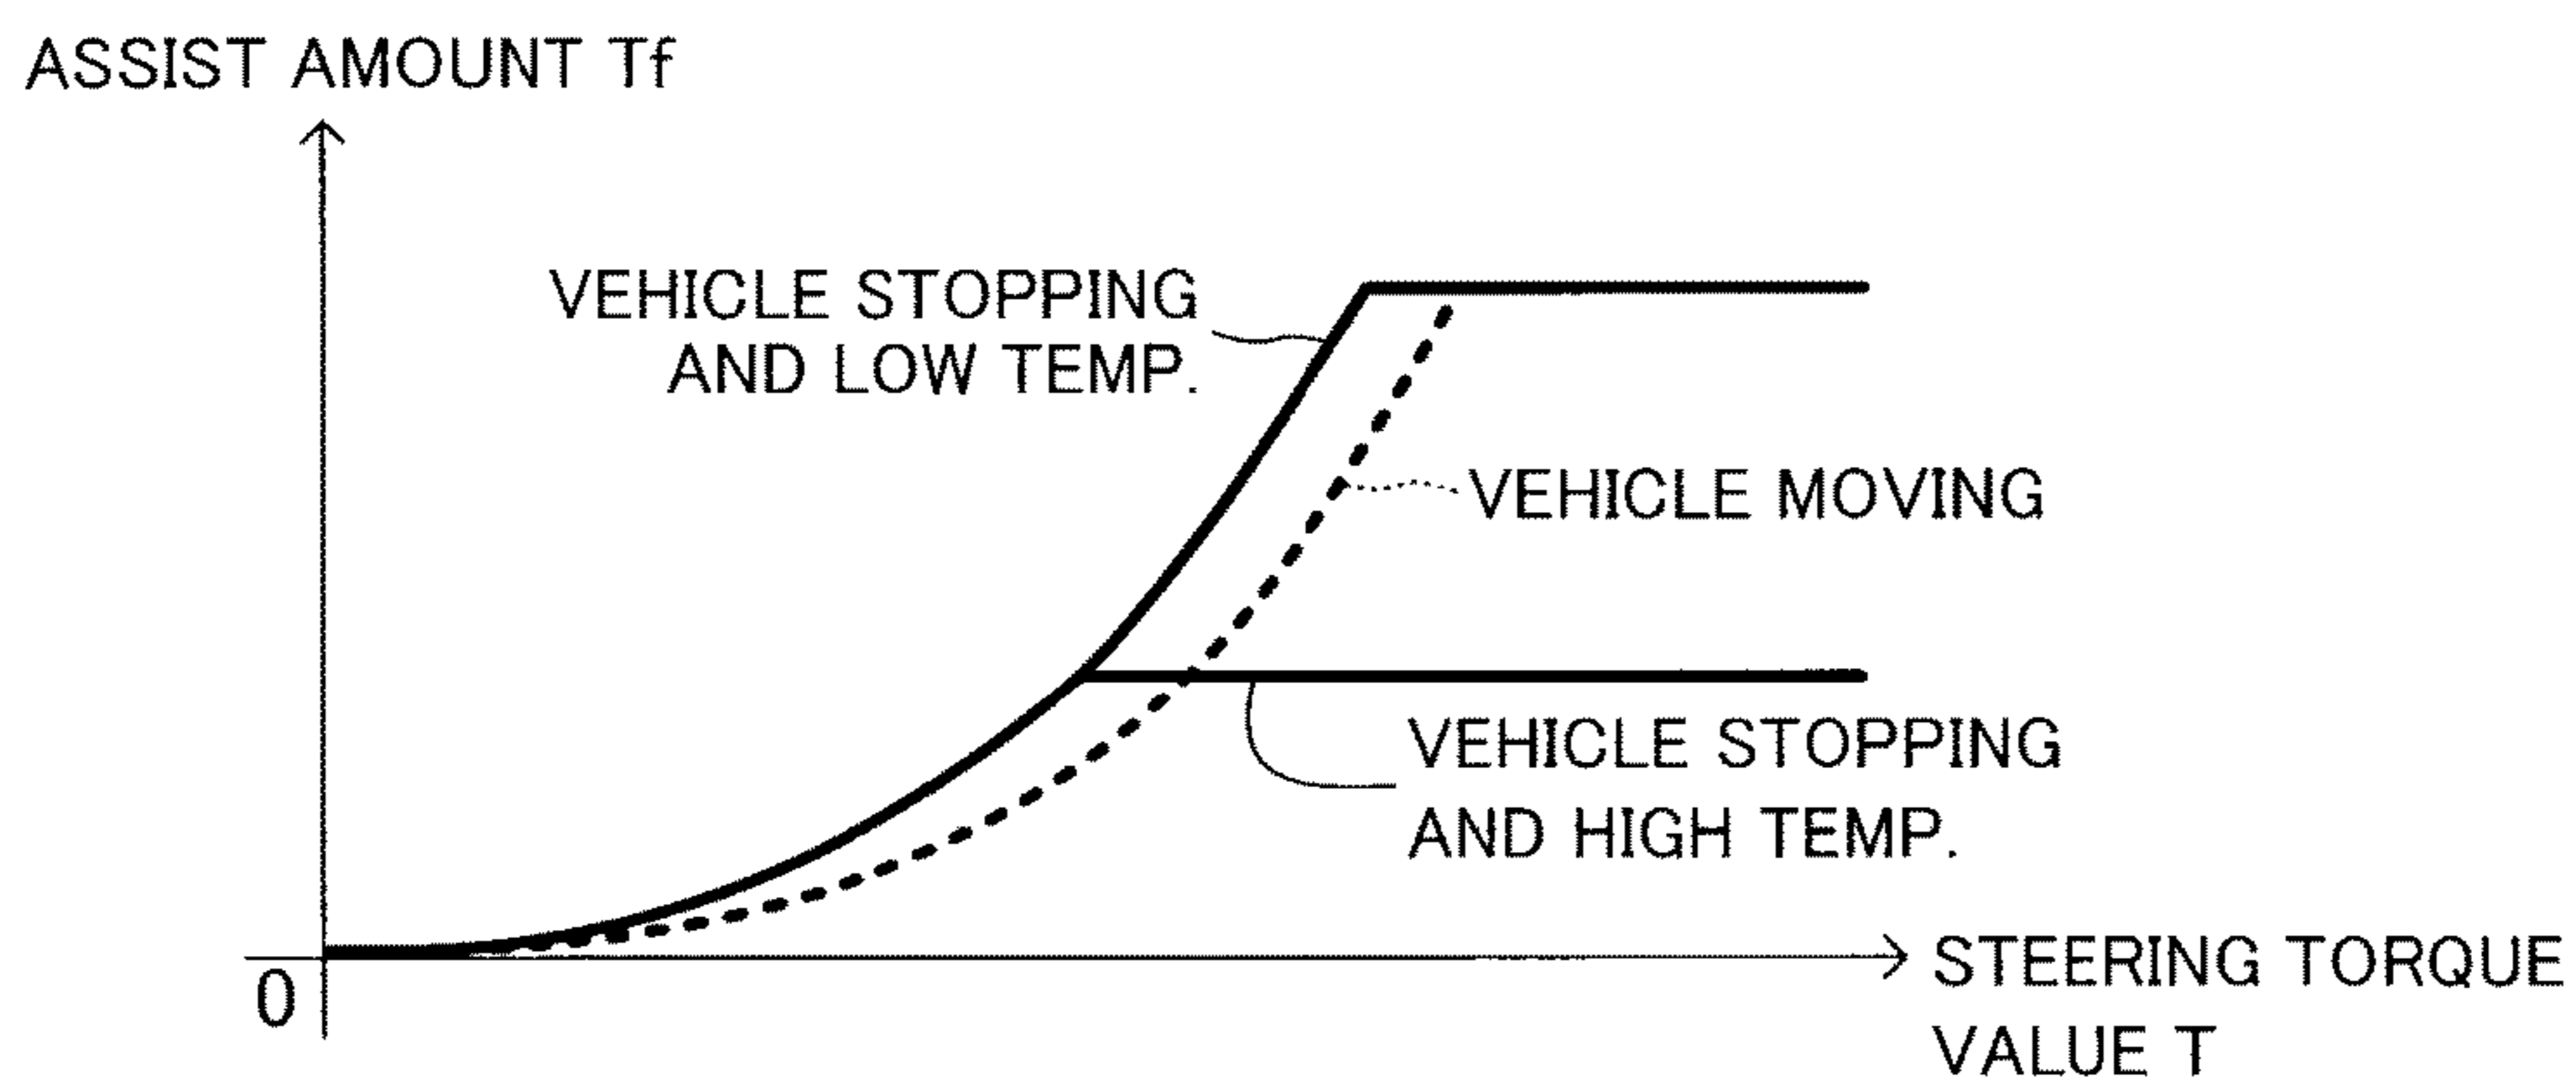 ASSIST AMOUNT Tf
VEHICLE STOPPING
AND LOW TEMP.
VEHICLE MOVING
VEHICLE STOPPING
AND HIGH TEMP.
0
STEERING TORQUE
VALUE T